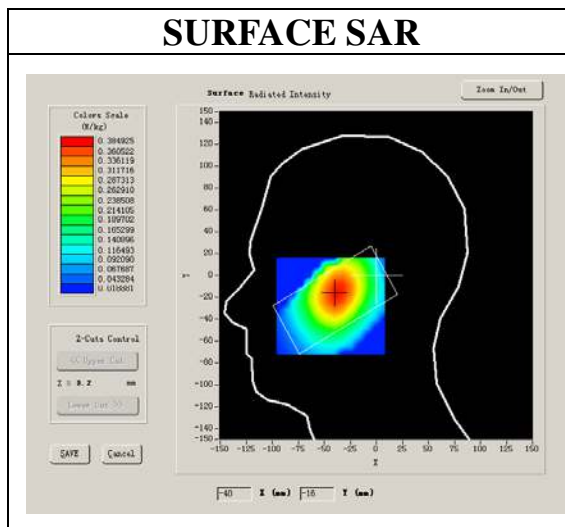 SURFACE SAR
Surface Radiated Intensity
Zoom In/Out
Colors Scale
(W/kg)
0.384925
0.360522
0.336119
0.311716
0.287313
0.262910
0.238508
0.214105
0.189702
0.165299
0.140896
0.116493
0.092090
0.067687
0.043284
0.018881
150
140
120
100
80
60
40
20
0
-20
-40
-60
-80
-100
-120
-140
-150
Y
-150 -125 -100 -75 -50 -25 0 25 50 75 100 125 150
X
Z-Cuts Control
<< Upper Cut
Lower Cut >>
SAVE
Cancel
-40 X (mm) -16 Y (mm)